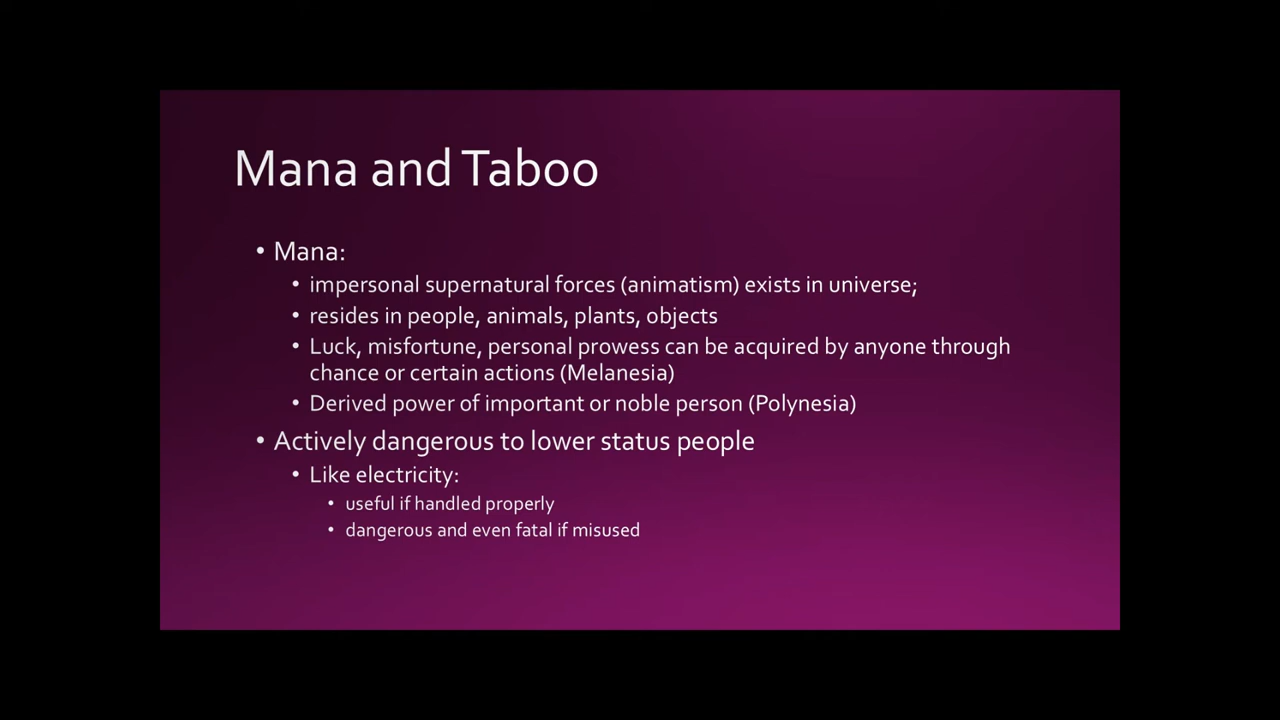 Mana and Taboo
• Mana:
• impersonal supernatural forces (animatism) exists in universe;
• resides in people, animals, plants, objects
• Luck, misfortune, personal prowess can be acquired by anyone through
chance or certain actions (Melanesia)
• Derived power of important or noble person (Polynesia)
• Actively dangerous to lower status people
• Like electricity:
• useful if handled properly
• dangerous and even fatal if misused